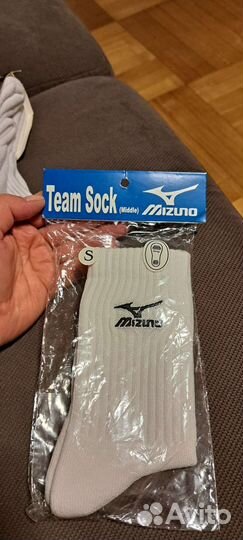 Team Sock (Middle) MIZUNO
S
MIZUNO
Avito